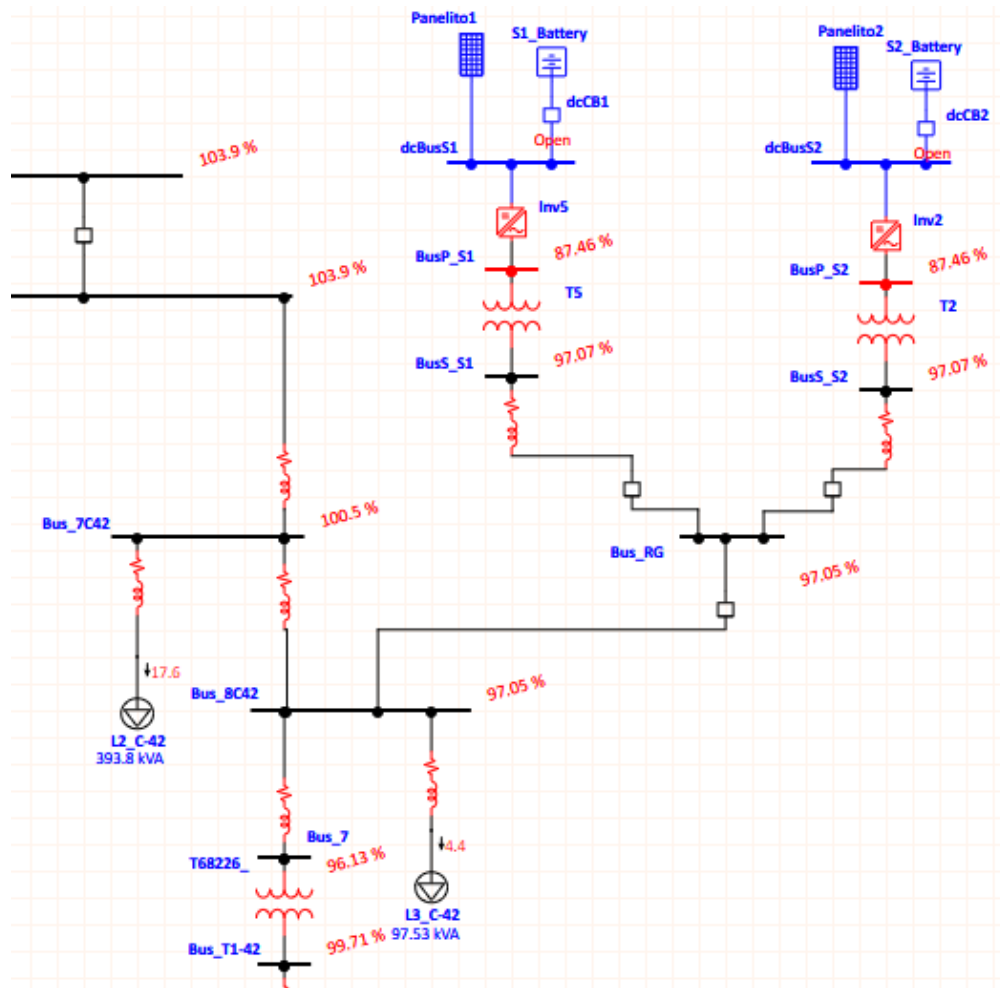 Panelito1
S1_Battery
dcCB1
Open
dcBusS1
Inv5
BusP_S1
87.46 %
T5
BusS_S1
97.07 %
Panelito2
S2_Battery
dcCB2
Open
dcBusS2
Inv2
BusP_S2
87.46 %
T2
BusS_S2
97.07 %
103.9 %
103.9 %
Bus_7C42
100.5 %
Bus_RG
97.05 %
17.6
L2_C-42
393.8 kVA
Bus_8C42
97.05 %
Bus_7
T68226_
96.13 %
4.4
L3_C-42
97.53 kVA
Bus_T1-42
99.71 %